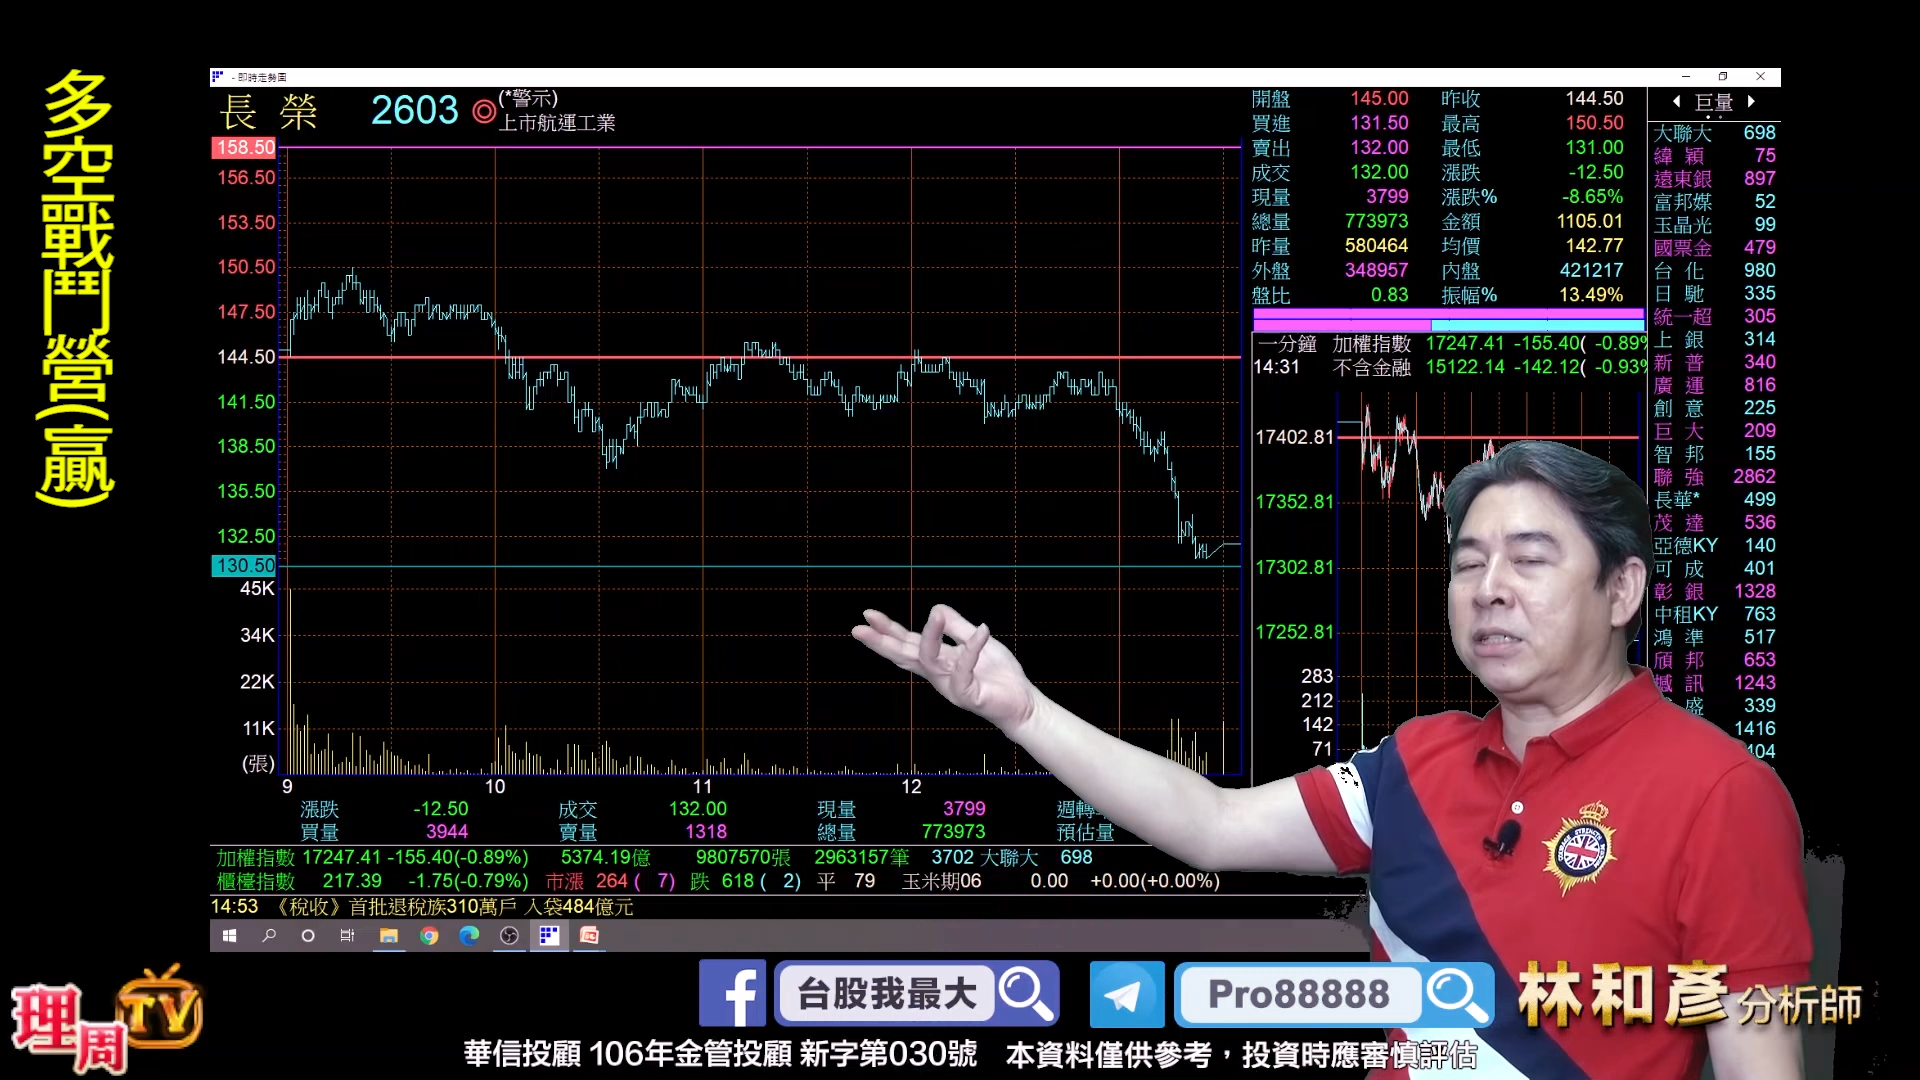 多空戰鬥營(贏)
- 即時走勢圖
長 榮 2603 ◎ (*警示)
上市航運工業
158.50
156.50
153.50
150.50
147.50
144.50
141.50
138.50
135.50
132.50
130.50
45K
34K
22K
11K
(張)
9 10 11 12
開盤 145.00 昨收 144.50
買進 131.50 最高 150.50
賣出 132.00 最低 131.00
成交 132.00 漲跌 -12.50
現量 3799 漲跌% -8.65%
總量 773973 金額 1105.01
昨量 580464 均價 142.77
外盤 348957 內盤 421217
盤比 0.83 振幅% 13.49%
一分鐘 加權指數 17247.41 -155.40( -0.89%
14:31 不含金融 15122.14 -142.12( -0.93%
17402.81
17352.81
17302.81
17252.81
283
212
142
71
巨量
大聯大 698
緯 穎 75
遠東銀 897
富邦媒 52
玉晶光 99
國票金 479
台 化 980
日 馳 335
統一超 305
上 銀 314
新 普 340
廣 運 816
創 意 225
巨 大 209
智 邦 155
聯 強 2862
長華* 499
茂 達 536
亞德KY 140
可 成 401
彰 銀 1328
中租KY 763
鴻 準 517
頎 邦 653
憾 訊 1243
盛 339
1416
404
漲跌 -12.50 成交 132.00 現量 3799 週轉
買量 3944 賣量 1318 總量 773973 預估量
加權指數 17247.41 -155.40(-0.89%) 5374.19億 9807570張 2963157筆 3702 大聯大 698
櫃檯指數 217.39 -1.75(-0.79%) 市漲 264 ( 7) 跌 618 ( 2) 平 79 玉米期06 0.00 +0.00(+0.00%)
14:53 《稅收》首批退稅族310萬戶 入袋484億元
理周TV
台股我最大
Pro88888
林和彥 分析師
華信投顧 106年金管投顧 新字第030號 本資料僅供參考，投資時應審慎評估